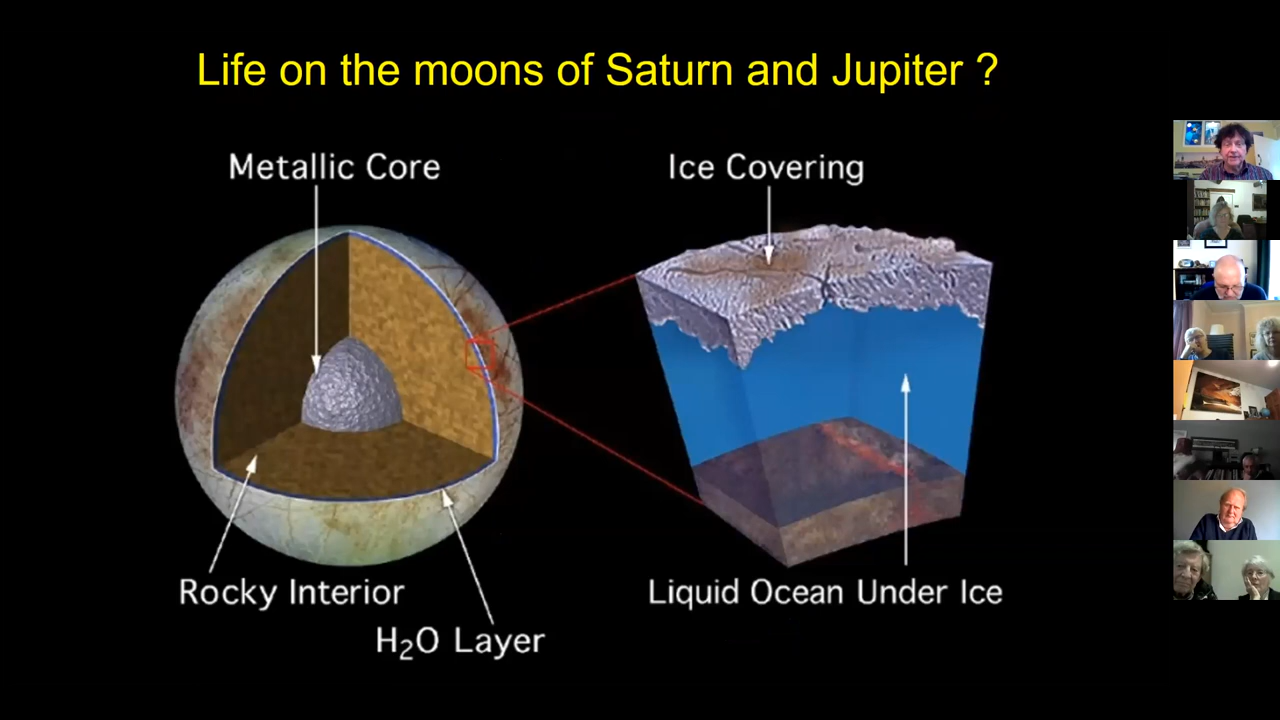 Life on the moons of Saturn and Jupiter ?
Metallic Core
Ice Covering
Rocky Interior
H₂O Layer
Liquid Ocean Under Ice